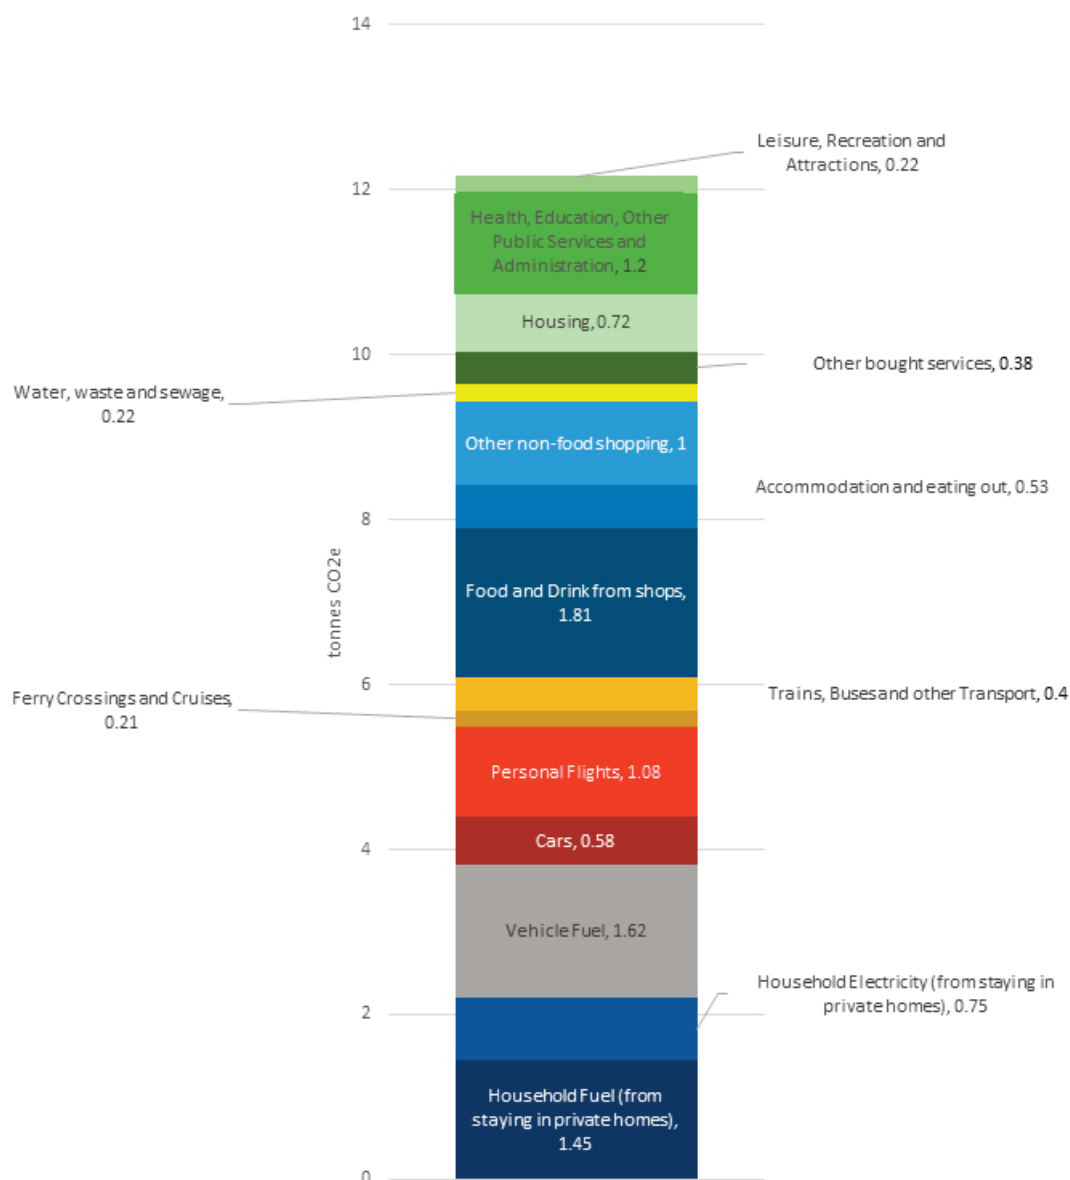 14
Leisure, Recreation and
Attractions, 0.22
12
Health, Education, Other
Public Services and
Administration, 1.2
Housing, 0.72
10
Other bought services, 0.38
Water, waste and sewage,
0.22
Other non-food shopping, 1
Accommodation and eating out, 0.53
8
tonnes CO2e
Food and Drink from shops,
1.81
6
Ferry Crossings and Cruises,
0.21
Trains, Buses and other Transport, 0.4
Personal Flights, 1.08
Cars, 0.58
4
Vehicle Fuel, 1.62
Household Electricity (from staying in
private homes), 0.75
2
Household Fuel (from
staying in private homes),
1.45
0